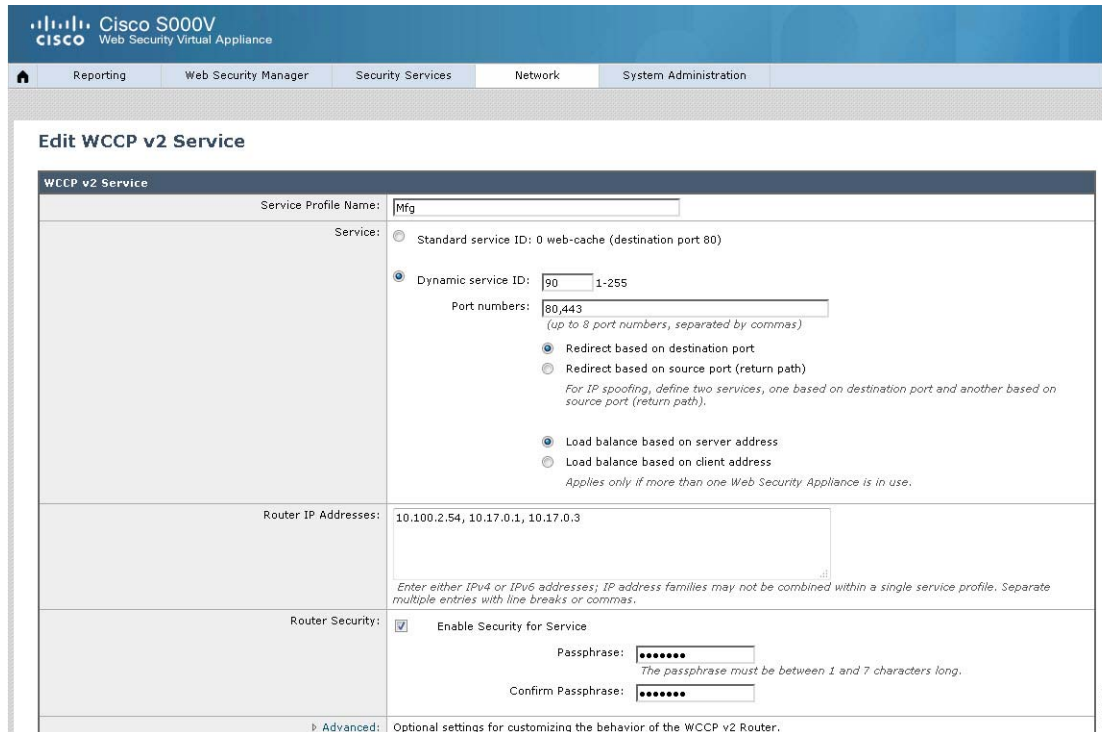 CISCO
Cisco S000V
Web Security Virtual Appliance
Reporting Web Security Manager Security Services Network System Administration
Edit WCCP v2 Service
WCCP v2 Service
Service Profile Name: Mfg
Service: Standard service ID: 0 web-cache (destination port 80)
Dynamic service ID: 90 1-255
Port numbers: 80,443
(up to 8 port numbers, separated by commas)
Redirect based on destination port
Redirect based on source port (return path)
For IP spoofing, define two services, one based on destination port and another based on
source port (return path).
Load balance based on server address
Load balance based on client address
Applies only if more than one Web Security Appliance is in use.
Router IP Addresses: 10.100.2.54, 10.17.0.1, 10.17.0.3
Enter either IPv4 or IPv6 addresses; IP address families may not be combined within a single service profile. Separate
multiple entries with line breaks or commas.
Router Security: Enable Security for Service
Passphrase: •••••••
The passphrase must be between 1 and 7 characters long.
Confirm Passphrase: •••••••
Advanced: Optional settings for customizing the behavior of the WCCP v2 Router.